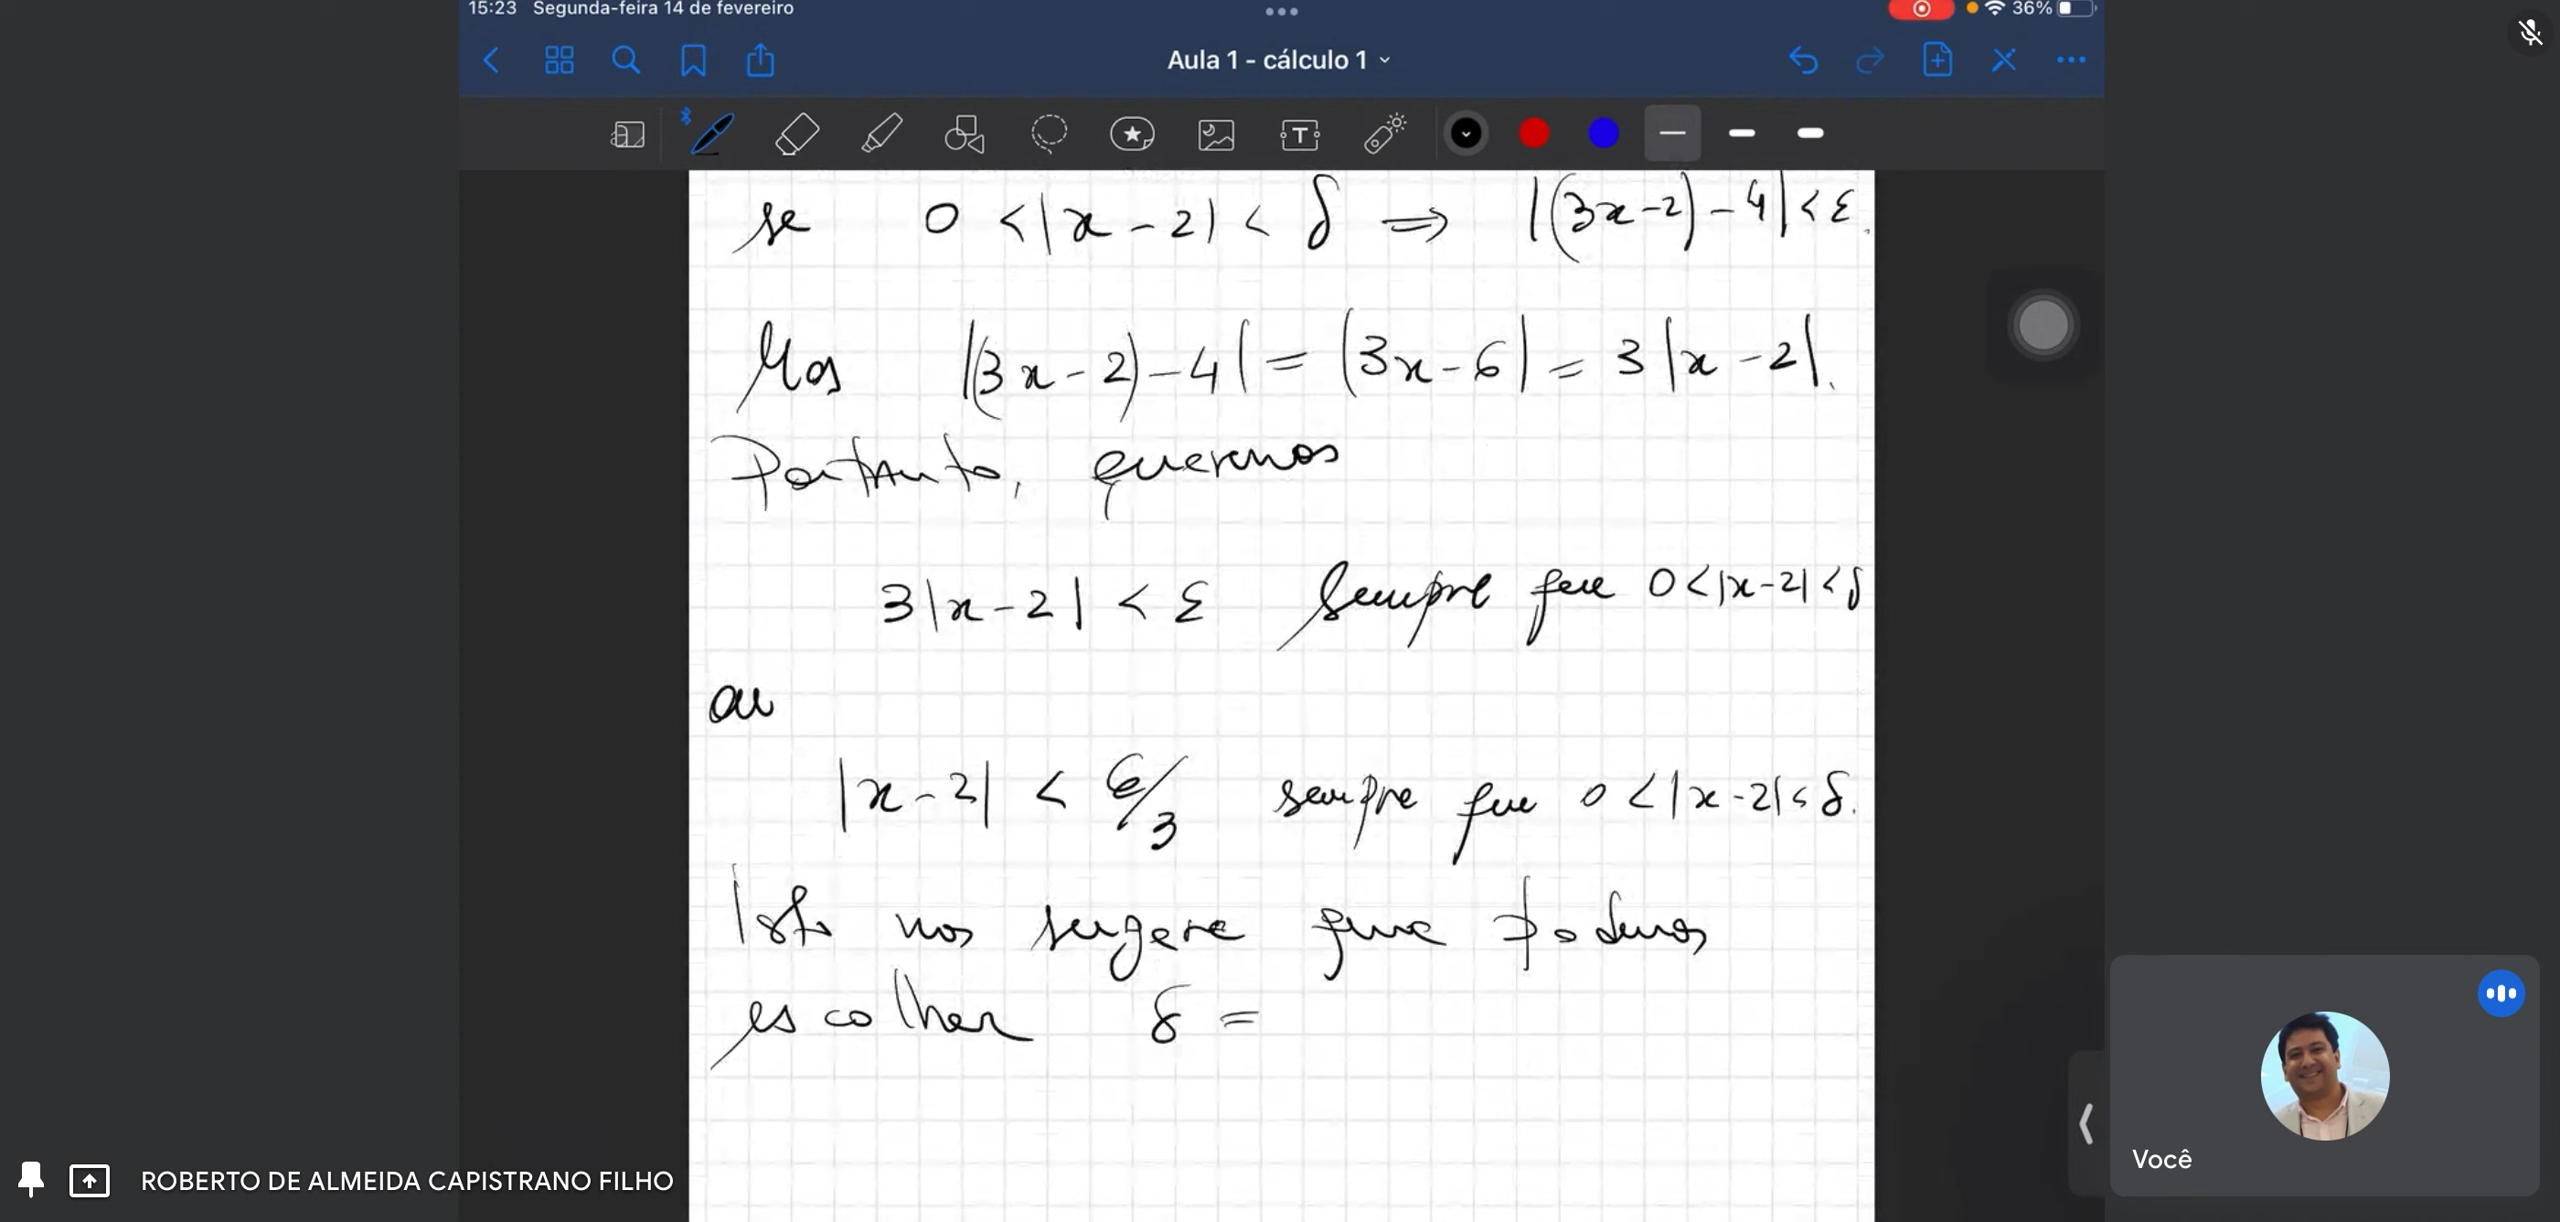 15:23 Segunda-feira 14 de fevereiro
36%
Aula 1 - cálculo 1
se 0 < |x - 2| < δ ⇒ |(3x-2) - 4| < ε.
Mas |(3x - 2) - 4| = |3x - 6| = 3|x - 2|.
Portanto, queremos
3|x - 2| < ε sempre que 0 < |x-2| < δ
ou
|x - 2| < ε/3 sempre que 0 < |x-2| < δ.
Isto nos sugere que podemos
escolher δ =
Você
ROBERTO DE ALMEIDA CAPISTRANO FILHO